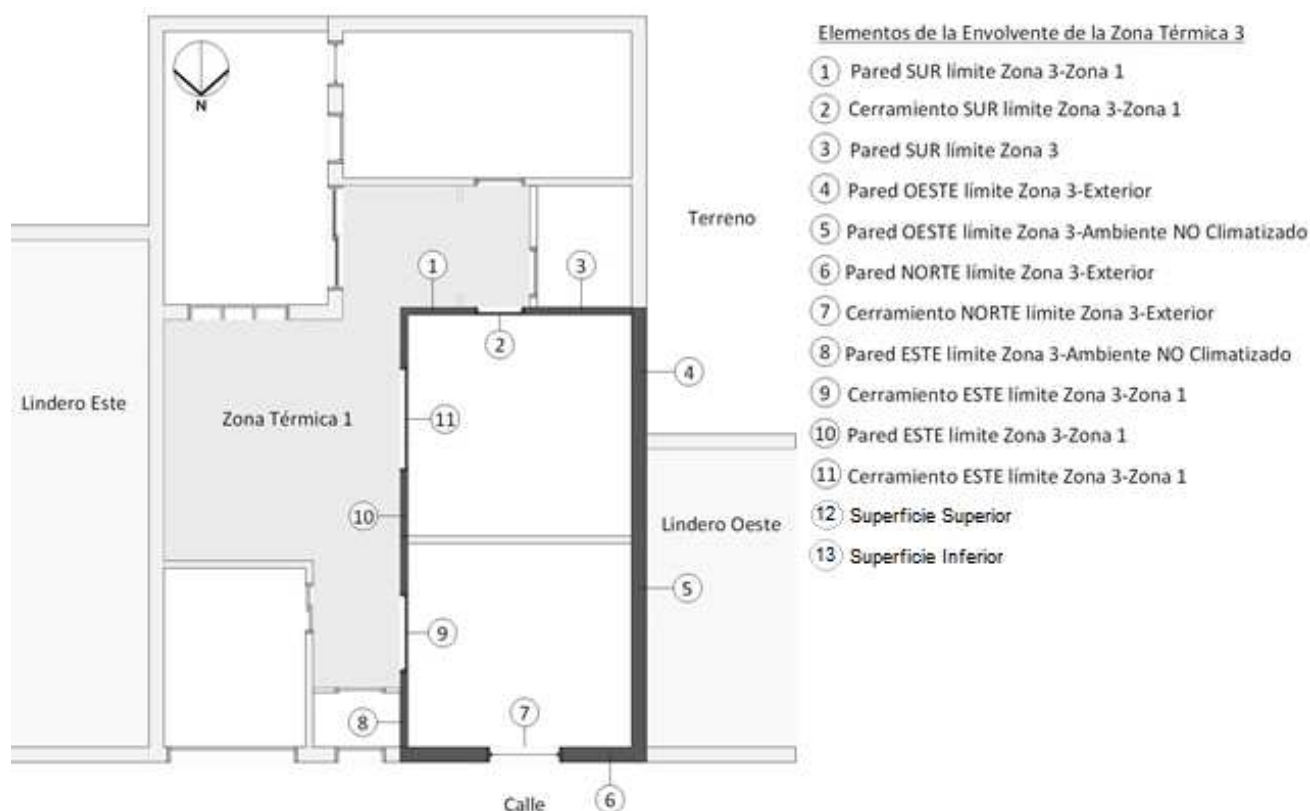 N
Terreno
1
3
2
4
Lindero Este
Zona Térmica 1
11
10
Lindero Oeste
5
9
7
8
6
Calle
Elementos de la Envolvente de la Zona Térmica 3
1 Pared SUR límite Zona 3-Zona 1
2 Cerramiento SUR límite Zona 3-Zona 1
3 Pared SUR límite Zona 3
4 Pared OESTE límite Zona 3-Exterior
5 Pared OESTE límite Zona 3-Ambiente NO Climatizado
6 Pared NORTE límite Zona 3-Exterior
7 Cerramiento NORTE límite Zona 3-Exterior
8 Pared ESTE límite Zona 3-Ambiente NO Climatizado
9 Cerramiento ESTE límite Zona 3-Zona 1
10 Pared ESTE límite Zona 3-Zona 1
11 Cerramiento ESTE límite Zona 3-Zona 1
12 Superficie Superior
13 Superficie Inferior